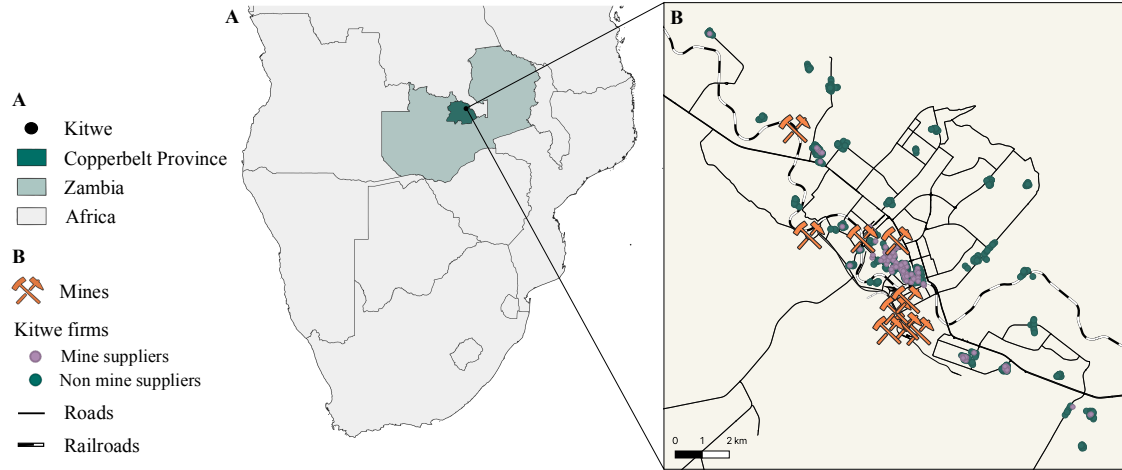 A
B
A
Kitwe
Copperbelt Province
Zambia
Africa
B
Mines
Kitwe firms
Mine suppliers
Non mine suppliers
Roads
Railroads
0 1 2 km